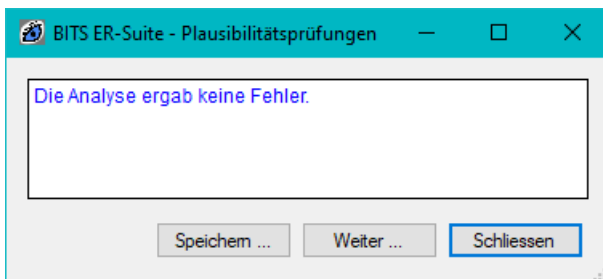 BITS ER-Suite - Plausibilitätsprüfungen
Die Analyse ergab keine Fehler.
Speichern ...
Weiter ...
Schliessen